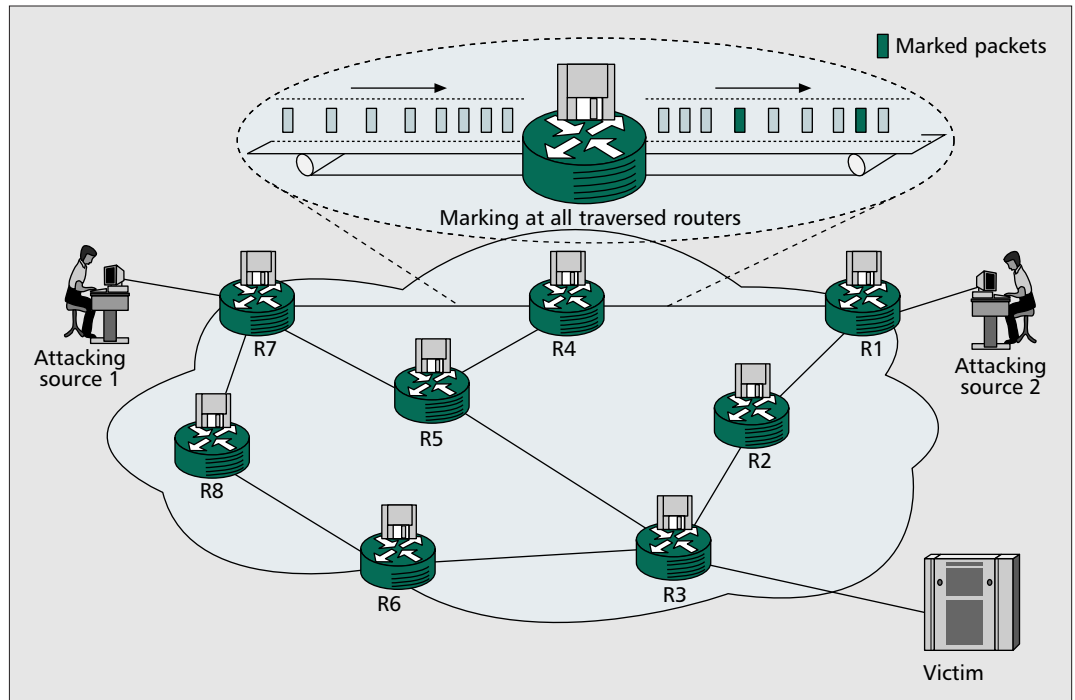 Marked packets
Marking at all traversed routers
R7
R4
R1
Attacking
source 1
Attacking
source 2
R5
R2
R8
R6
R3
Victim